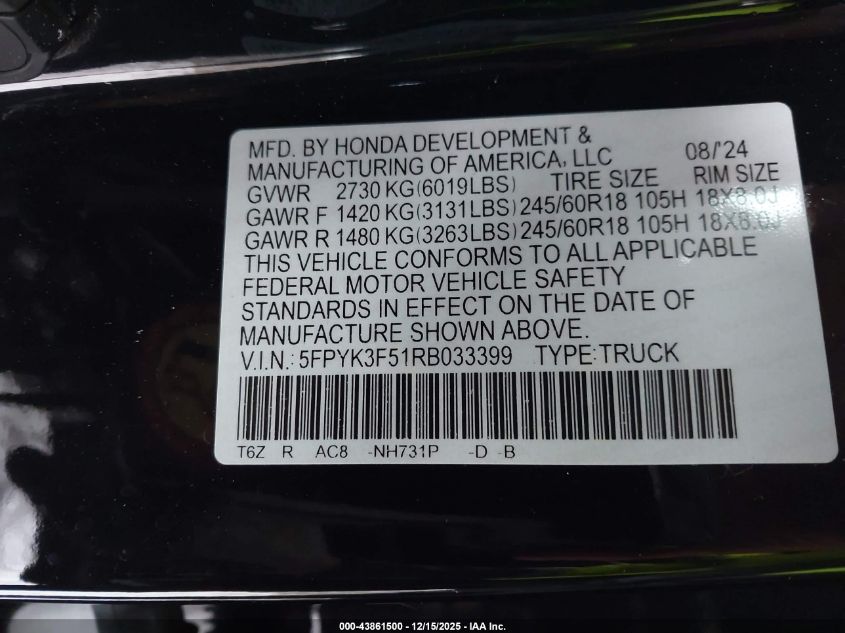 MFD. BY HONDA DEVELOPMENT &
MANUFACTURING OF AMERICA, LLC 08/'24
GVWR 2730 KG(6019LBS) TIRE SIZE RIM SIZE
GAWR F 1420 KG(3131LBS) 245/60R18 105H 18X8.0J
GAWR R 1480 KG(3263LBS) 245/60R18 105H 18X8.0J
THIS VEHICLE CONFORMS TO ALL APPLICABLE
FEDERAL MOTOR VEHICLE SAFETY
STANDARDS IN EFFECT ON THE DATE OF
MANUFACTURE SHOWN ABOVE.
V.I.N.: 5FPYK3F51RB033399 TYPE:TRUCK
T6Z R AC8 -NH731P -D -B
000-43861500 - 12/15/2025 - IAA Inc.